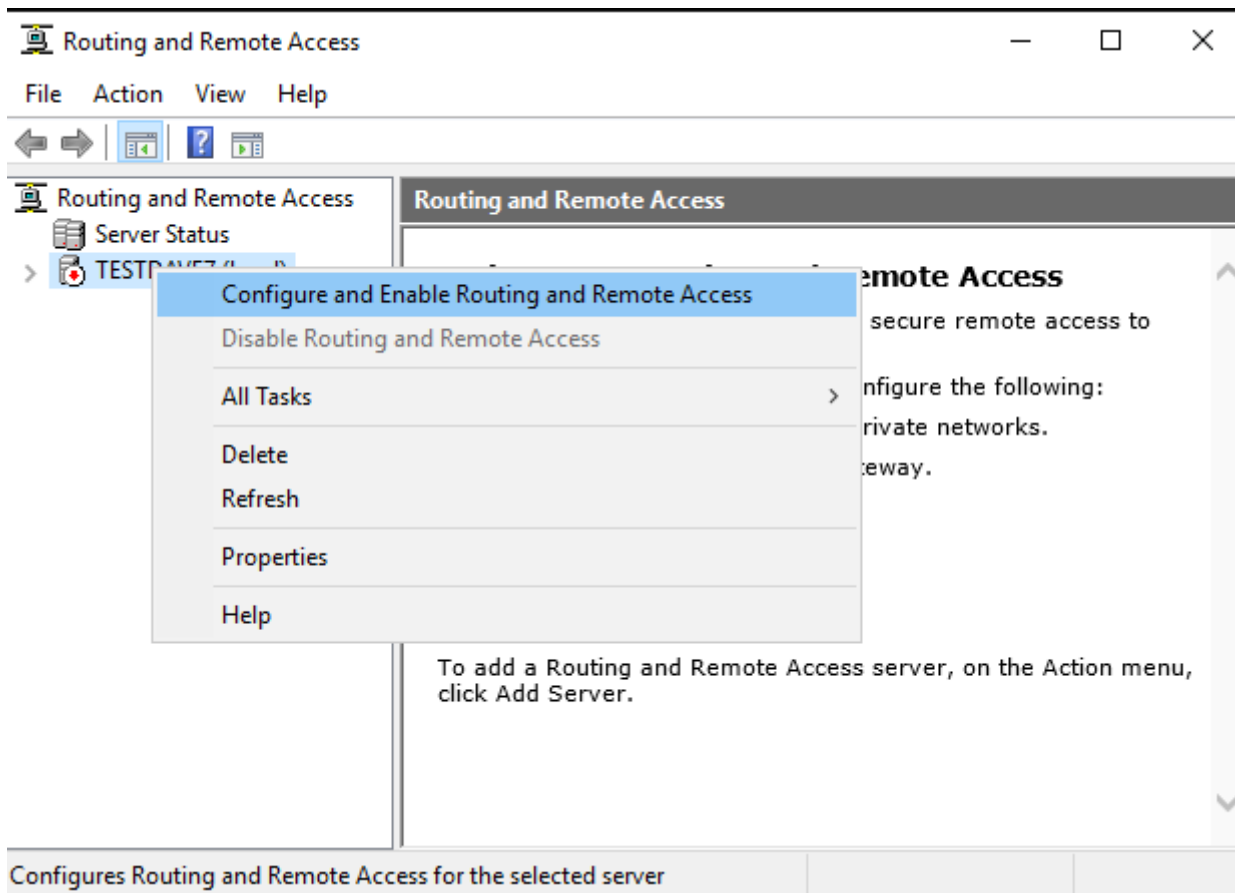 Routing and Remote Access
File Action View Help
Routing and Remote Access
Server Status
Routing and Remote Access
emote Access
Configure and Enable Routing and Remote Access
secure remote access to
Disable Routing and Remote Access
nfigure the following:
All Tasks
rivate networks.
Delete
eway.
Refresh
Properties
Help
To add a Routing and Remote Access server, on the Action menu,
click Add Server.
Configures Routing and Remote Access for the selected server